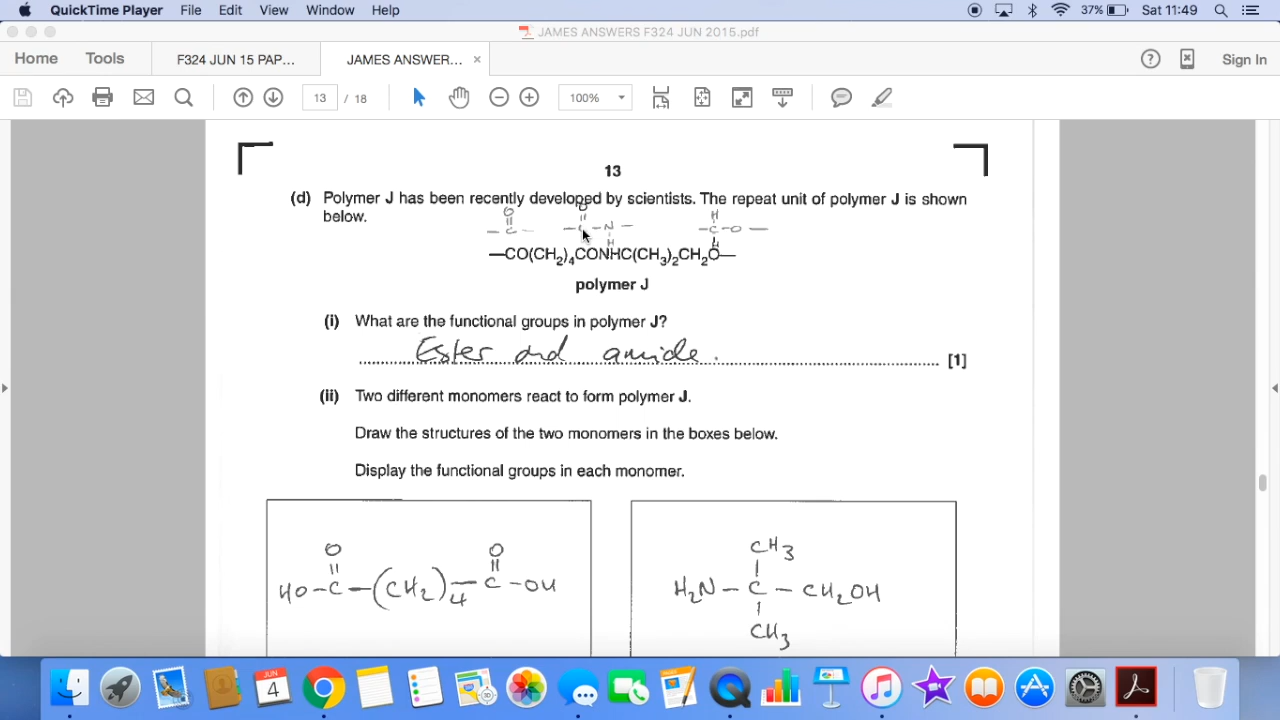 QuickTime Player File Edit View Window Help 37% Sat 11:49
JAMES ANSWERS F324 JUN 2015.pdf
Home Tools F324 JUN 15 PAP... JAMES ANSWER... × Sign In
13 / 18 100%
13
(d) Polymer J has been recently developed by scientists. The repeat unit of polymer J is shown
below.
O O H
|| || |
– C – – C – N – – C – O –
H H
—CO(CH₂)₄CONHC(CH₃)₂CH₂O—
polymer J
(i) What are the functional groups in polymer J?
Ester and amide. [1]
(ii) Two different monomers react to form polymer J.
Draw the structures of the two monomers in the boxes below.
Display the functional groups in each monomer.
O O CH₃
|| || |
HO – C – (CH₂)₄ – C – OH H₂N – C – CH₂OH
|
CH₃
JUN
4